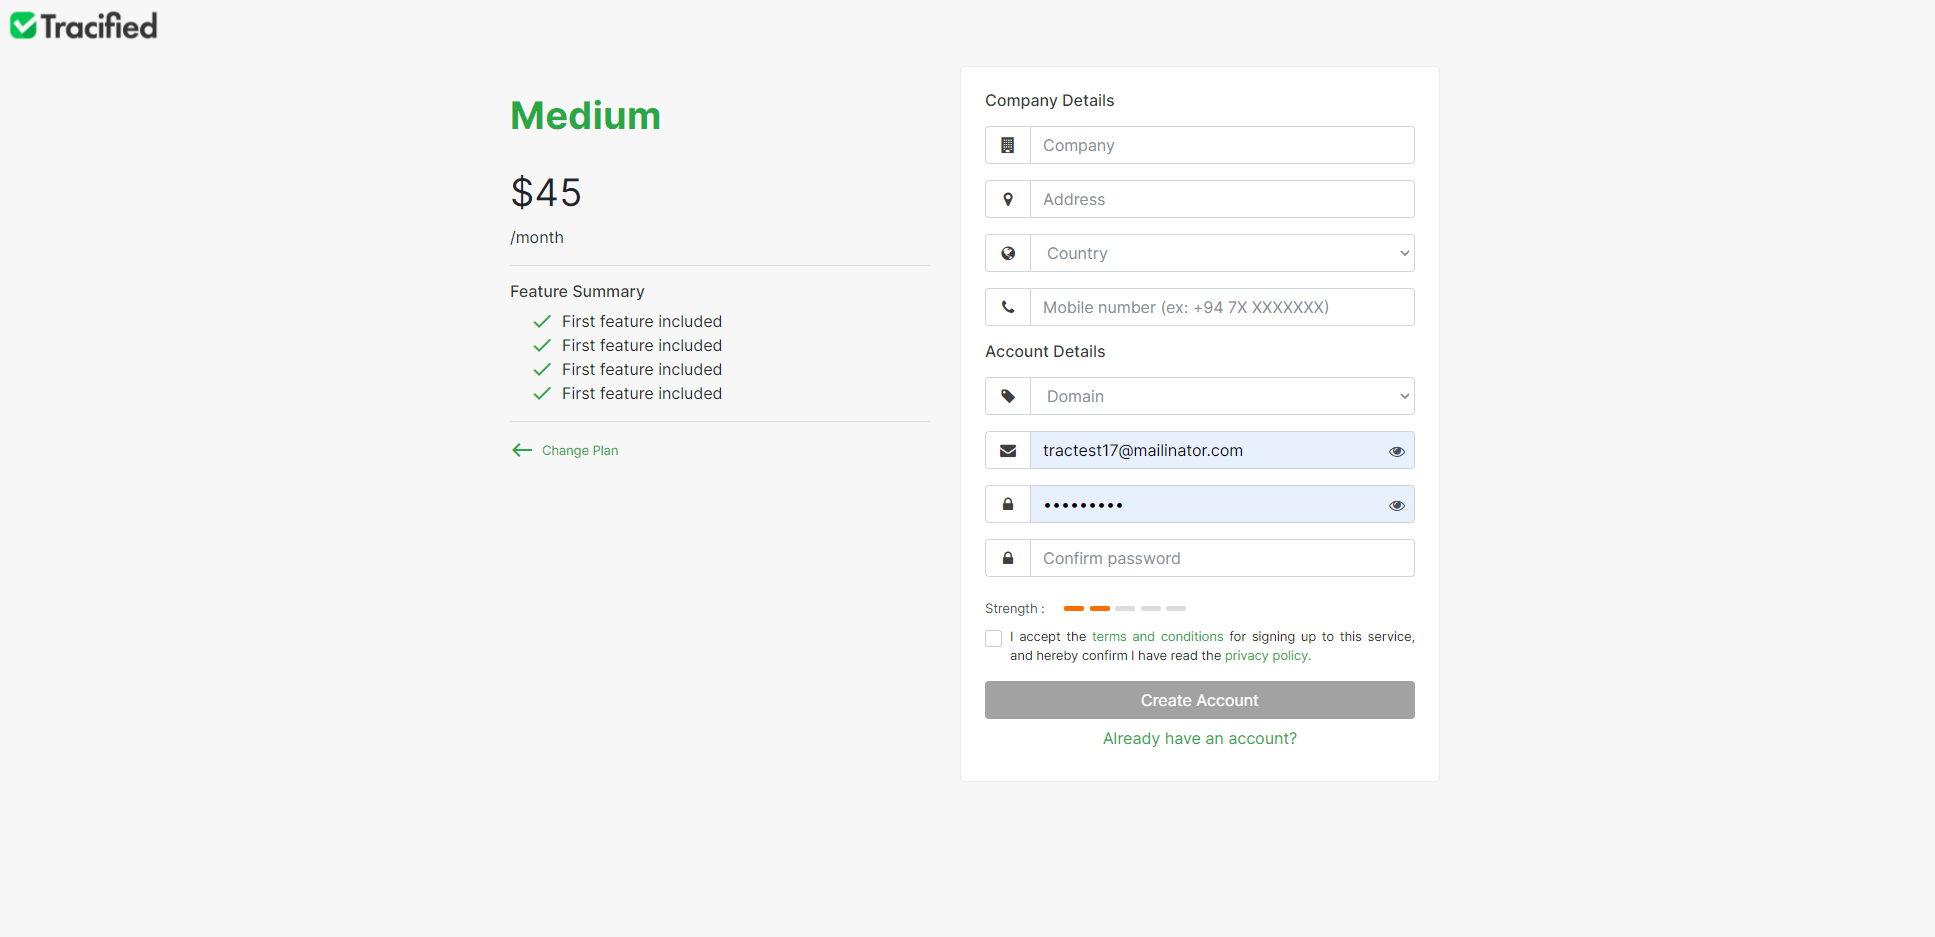 Tracified
Medium
$45
/month
Feature Summary
First feature included
First feature included
First feature included
First feature included
Change Plan
Company Details
Company
Address
Country
Mobile number (ex: +94 7X XXXXXXX)
Account Details
Domain
tractest17@mailinator.com
•••••••••
Confirm password
Strength :
I accept the terms and conditions for signing up to this service,
and hereby confirm I have read the privacy policy.
Create Account
Already have an account?